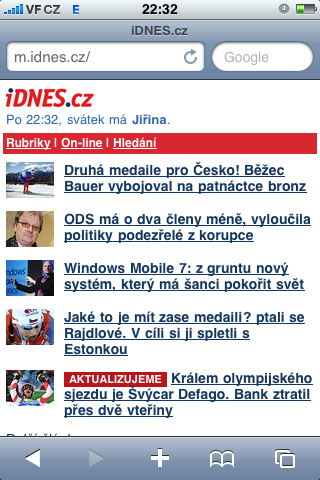 VF CZ E 22:32
iDNES.cz
m.idnes.cz/ Google
iDNES.cz
Po 22:32, svátek má Jiřina.
Rubriky | On-line | Hledání
Druhá medaile pro Česko! Běžec
Bauer vybojoval na patnáctce bronz
ODS má o dva členy méně, vyloučila
politiky podezřelé z korupce
Windows Mobile 7: z gruntu nový
systém, který má šanci pokořit svět
Jaké to je mít zase medaili? ptali se
Rajdlové. V cíli si ji spletli s
Estonkou
AKTUALIZUJEME Králem olympijského
sjezdu je Švýcar Defago. Bank ztratil
přes dvě vteřiny